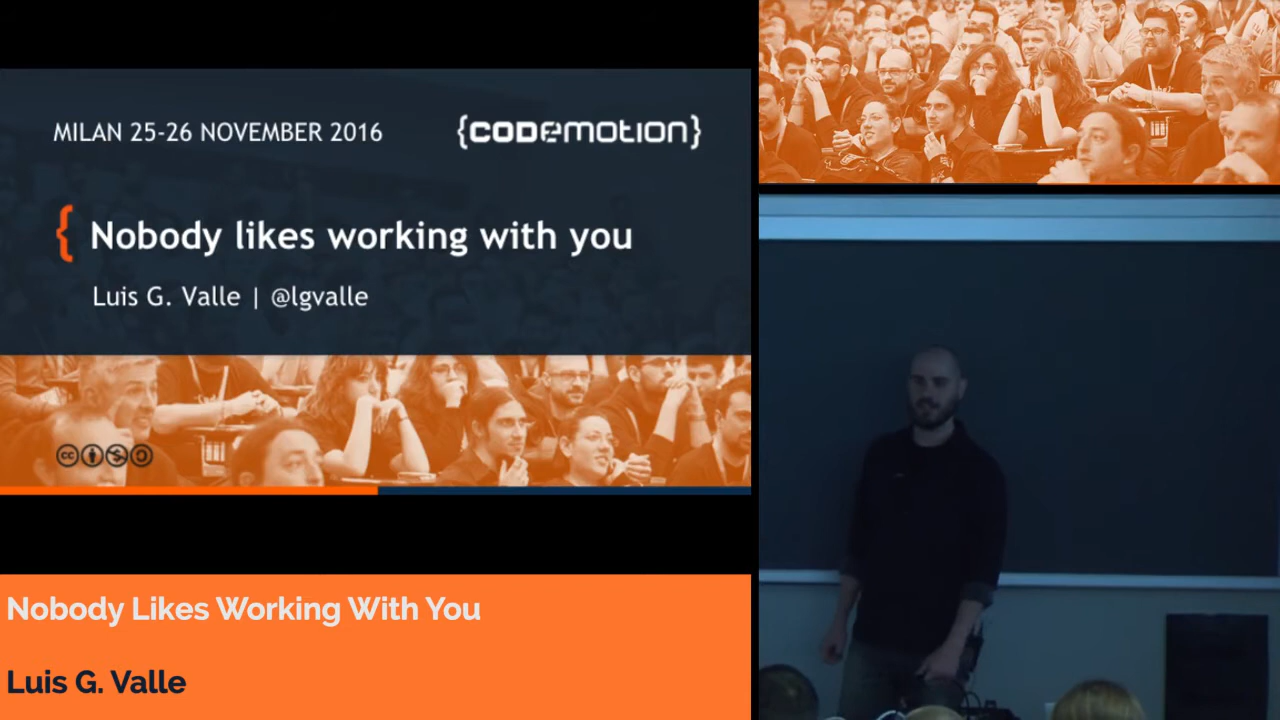 MILAN 25-26 NOVEMBER 2016
{CODEMOTION}
{ Nobody likes working with you
Luis G. Valle | @lgvalle
cc
Nobody Likes Working With You
Luis G. Valle